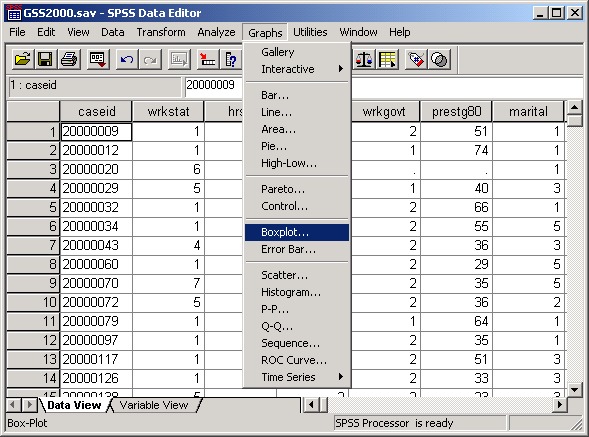 GSS2000.sav - SPSS Data Editor
File Edit View Data Transform Analyze Graphs Utilities Window Help
1 : caseid 20000009
Gallery
Interactive
Bar...
Line...
Area...
Pie...
High-Low...
Pareto...
Control...
Boxplot...
Error Bar...
Scatter...
Histogram...
P-P...
Q-Q...
Sequence...
ROC Curve...
Time Series
caseid wrkstat hrs wrkgovt prestg80 marital
1 20000009 1 2 51 1
2 20000012 1 1 74 1
3 20000020 6 . . 1
4 20000029 5 1 40 3
5 20000032 1 2 66 1
6 20000034 1 2 55 5
7 20000043 4 2 36 3
8 20000060 1 2 29 5
9 20000070 7 2 35 5
10 20000072 5 2 36 2
11 20000079 1 1 64 1
12 20000097 1 2 35 1
13 20000117 1 2 51 3
14 20000126 1 2 33 3
Data View Variable View
Box-Plot SPSS Processor is ready